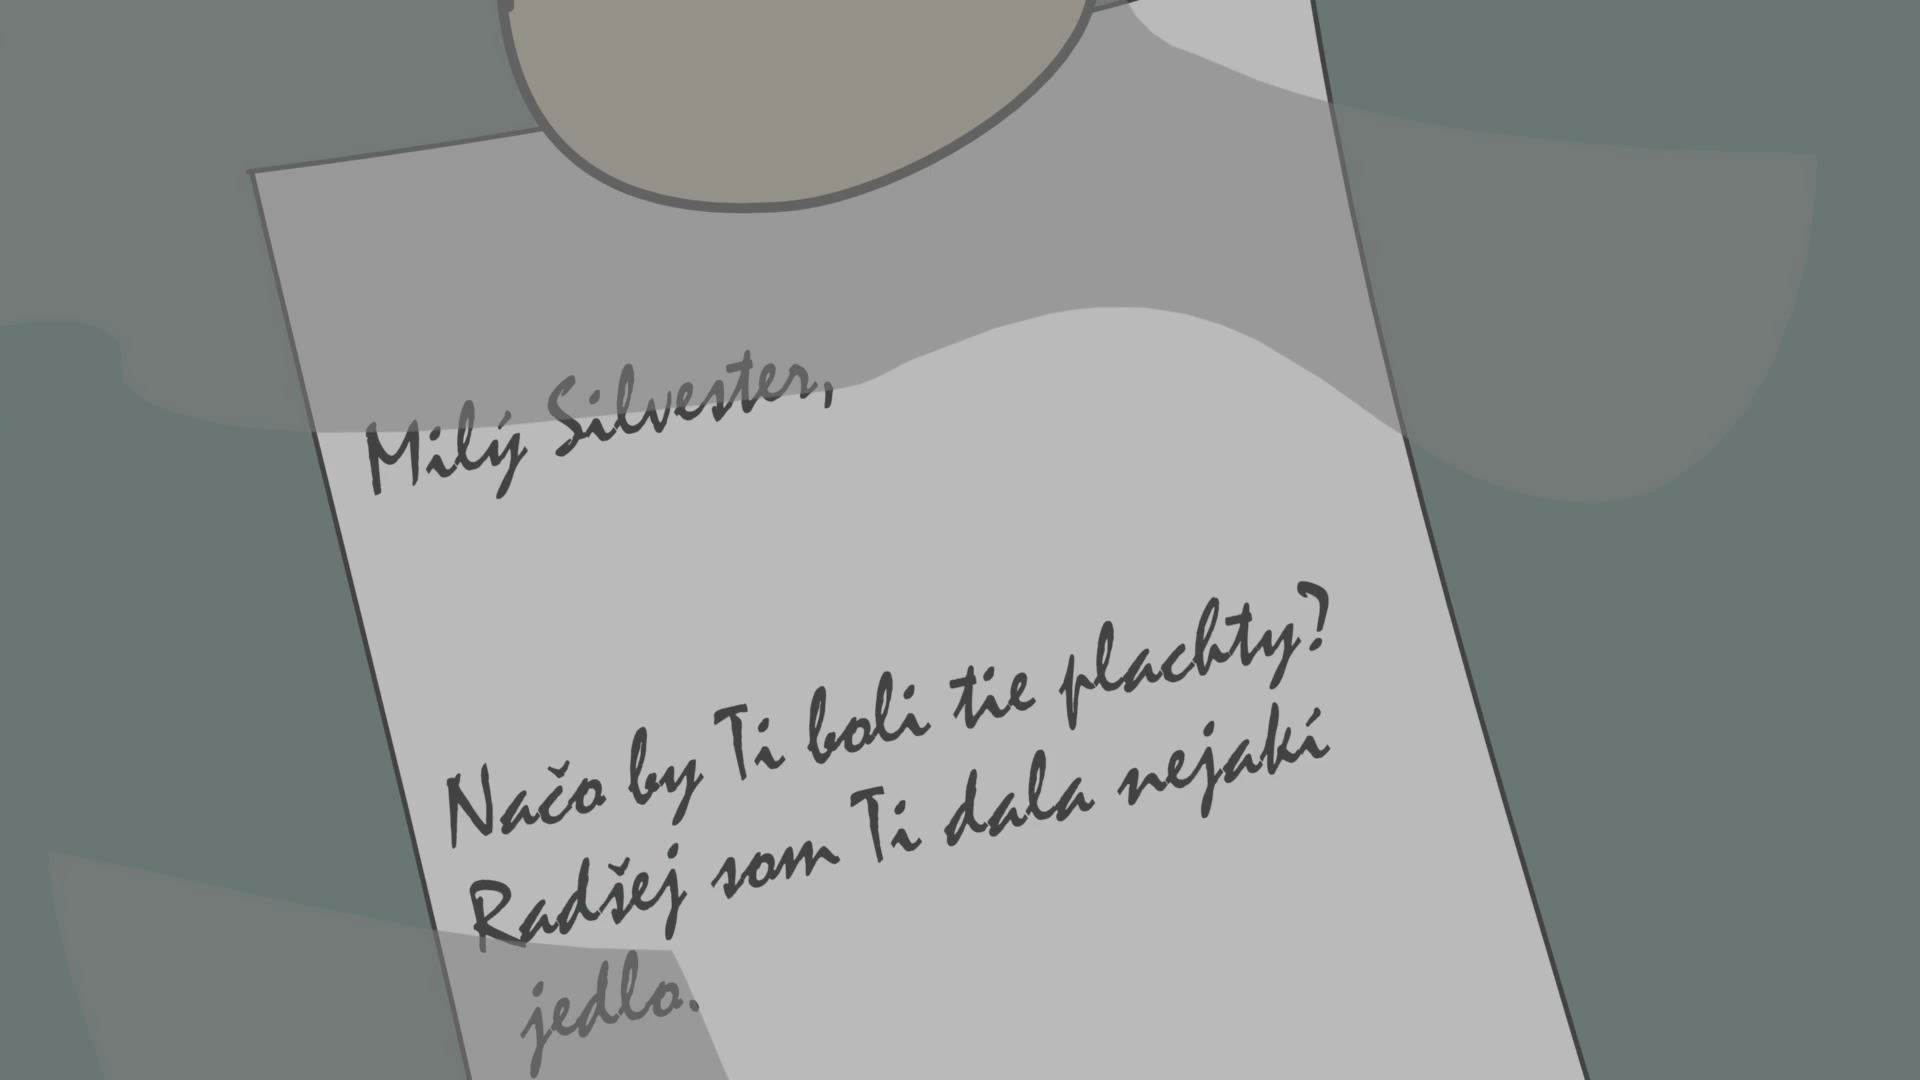 Milý Silvester,
Načo by Ti boli tie plachty?
Radšej som Ti dala nejakí
jedlo.